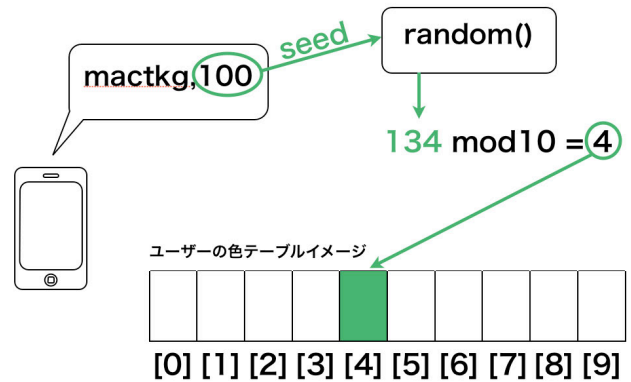 mactkg,100
seed
random()
134 mod10 = 4
ユーザーの色テーブルイメージ
[0] [1] [2] [3] [4] [5] [6] [7] [8] [9]